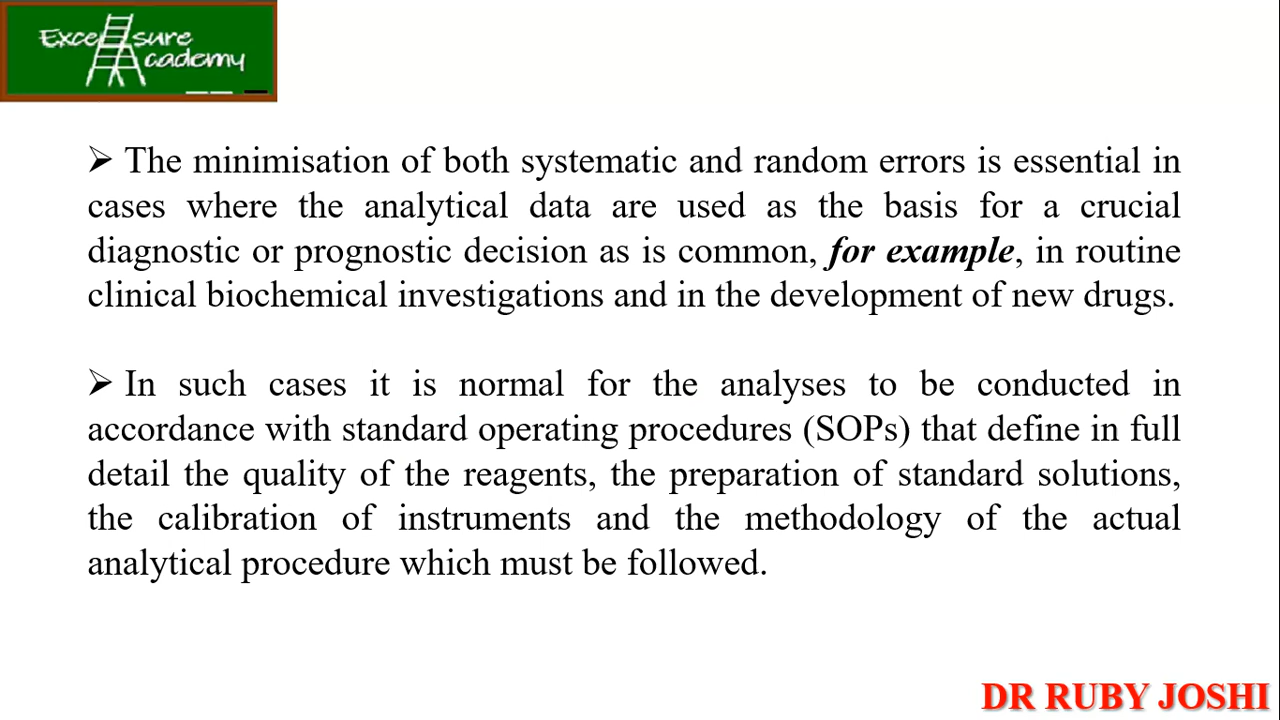 Excel sure
Academy
➢ The minimisation of both systematic and random errors is essential in
cases where the analytical data are used as the basis for a crucial
diagnostic or prognostic decision as is common, for example, in routine
clinical biochemical investigations and in the development of new drugs.
➢ In such cases it is normal for the analyses to be conducted in
accordance with standard operating procedures (SOPs) that define in full
detail the quality of the reagents, the preparation of standard solutions,
the calibration of instruments and the methodology of the actual
analytical procedure which must be followed.
DR RUBY JOSHI